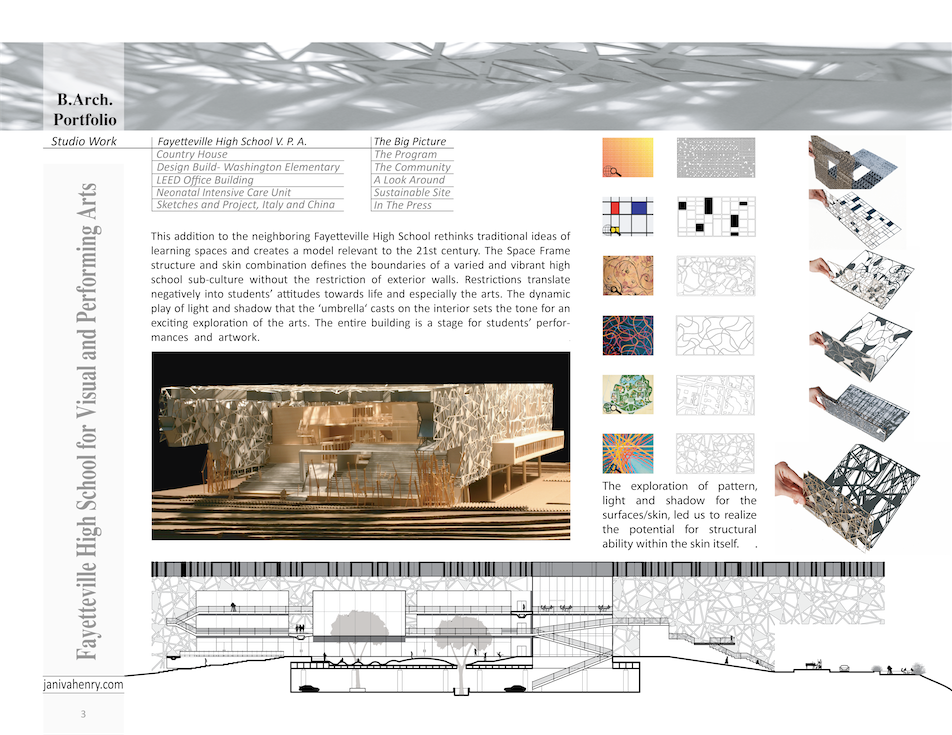 B.Arch.
Portfolio
Studio Work
Fayetteville High School V. P. A.
Country House
Design Build- Washington Elementary
LEED Office Building
Neonatal Intensive Care Unit
Sketches and Project, Italy and China
The Big Picture
The Program
The Community
A Look Around
Sustainable Site
In The Press
Fayetteville High School for Visual and Performing Arts
This addition to the neighboring Fayetteville High School rethinks traditional ideas of
learning spaces and creates a model relevant to the 21st century. The Space Frame
structure and skin combination defines the boundaries of a varied and vibrant high
school sub-culture without the restriction of exterior walls. Restrictions translate
negatively into students' attitudes towards life and especially the arts. The dynamic
play of light and shadow that the 'umbrella' casts on the interior sets the tone for an
exciting exploration of the arts. The entire building is a stage for students' perfor-
mances and artwork.
The exploration of pattern,
light and shadow for the
surfaces/skin, led us to realize
the potential for structural
ability within the skin itself. .
janivahenry.com
3